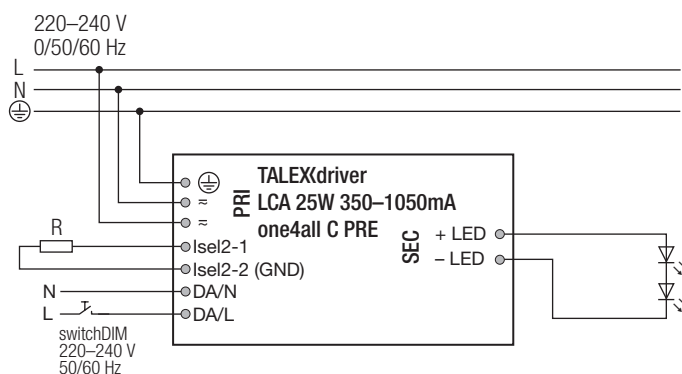 220–240 V
0/50/60 Hz
L
N
TALEXXdriver
LCA 25W 350–1050mA
one4all C PRE
PRI
≂
≂
SEC
+ LED
– LED
R
Isel2-1
Isel2-2 (GND)
N
DA/N
L
DA/L
switchDIM
220–240 V
50/60 Hz